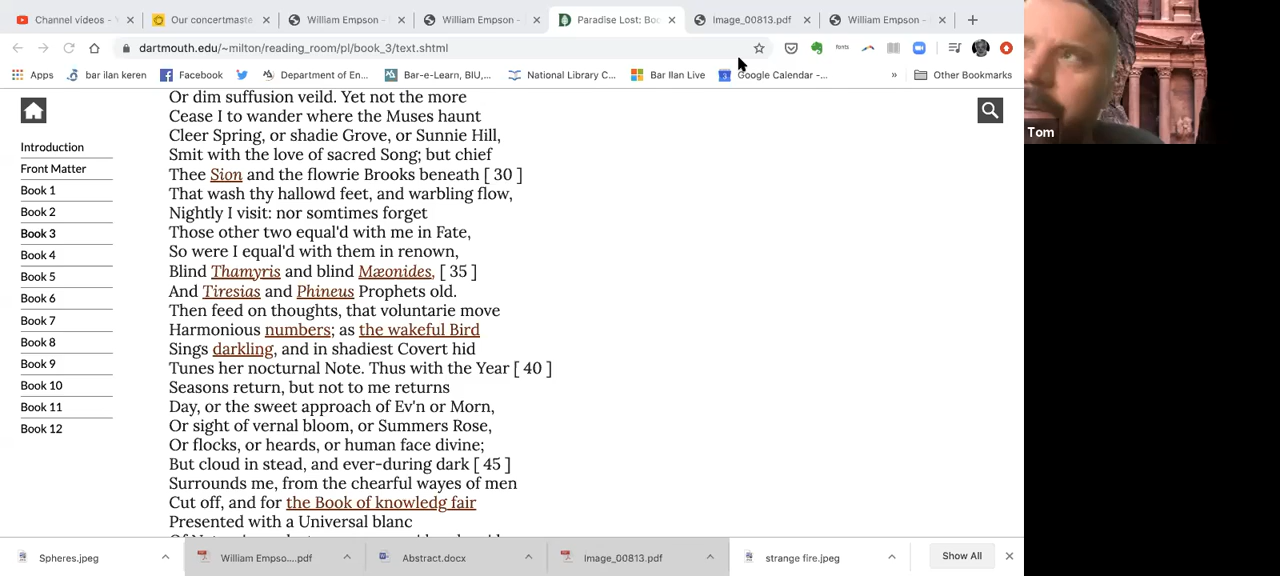 Channel videos - Y
Our concertmaste
William Empson -
William Empson -
Paradise Lost: Boo
Image_00813.pdf
William Empson -
dartmouth.edu/~milton/reading_room/pl/book_3/text.shtml
fonts
Apps
bar ilan keren
Facebook
Department of En...
Bar-e-Learn, BIU,...
National Library C...
Bar Ilan Live
Google Calendar -...
»
Other Bookmarks
Tom
Introduction
Front Matter
Book 1
Book 2
Book 3
Book 4
Book 5
Book 6
Book 7
Book 8
Book 9
Book 10
Book 11
Book 12
Or dim suffusion veild. Yet not the more
Cease I to wander where the Muses haunt
Cleer Spring, or shadie Grove, or Sunnie Hill,
Smit with the love of sacred Song; but chief
Thee Sion and the flowrie Brooks beneath [ 30 ]
That wash thy hallowd feet, and warbling flow,
Nightly I visit: nor somtimes forget
Those other two equal'd with me in Fate,
So were I equal'd with them in renown,
Blind Thamyris and blind Mæonides, [ 35 ]
And Tiresias and Phineus Prophets old.
Then feed on thoughts, that voluntarie move
Harmonious numbers; as the wakeful Bird
Sings darkling, and in shadiest Covert hid
Tunes her nocturnal Note. Thus with the Year [ 40 ]
Seasons return, but not to me returns
Day, or the sweet approach of Ev'n or Morn,
Or sight of vernal bloom, or Summers Rose,
Or flocks, or heards, or human face divine;
But cloud in stead, and ever-during dark [ 45 ]
Surrounds me, from the chearful wayes of men
Cut off, and for the Book of knowledg fair
Presented with a Universal blanc
Spheres.jpeg
William Empso....pdf
Abstract.docx
Image_00813.pdf
strange fire.jpeg
Show All